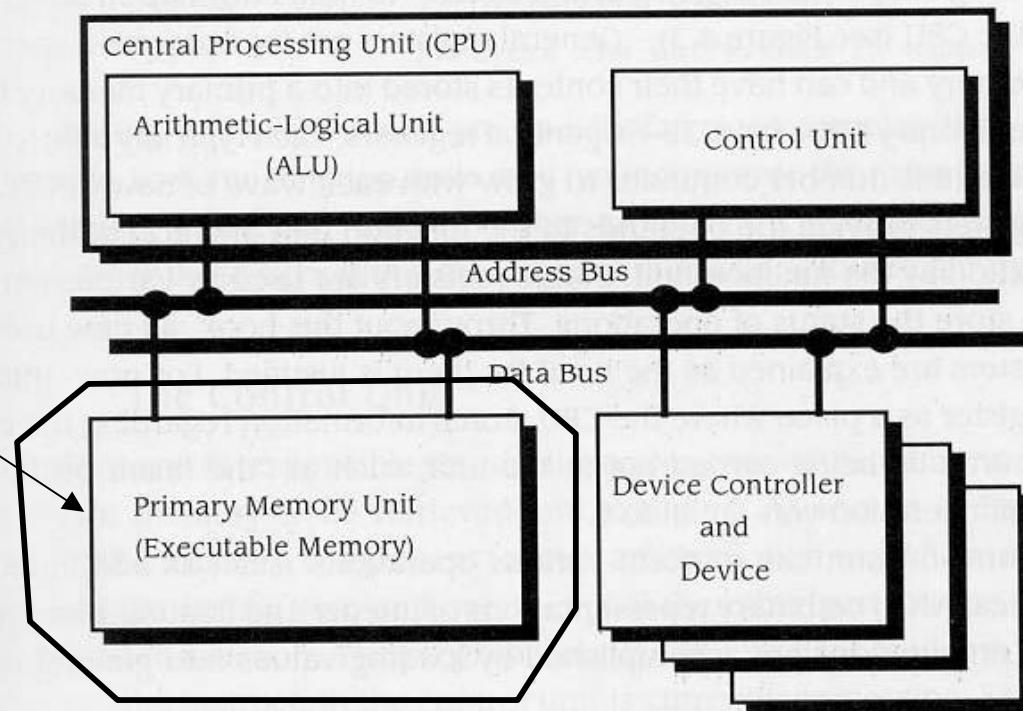 Central Processing Unit (CPU)
Arithmetic-Logical Unit
(ALU)
Control Unit
Address Bus
Data Bus
Primary Memory Unit
(Executable Memory)
Device Controller
and
Device